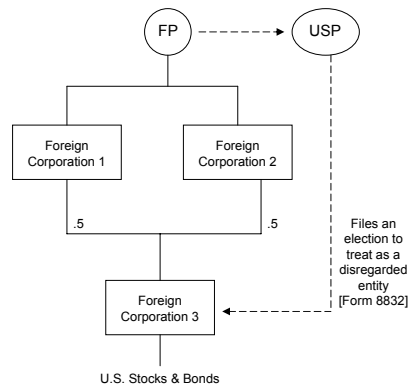 FP
USP
Foreign
Corporation 1
Foreign
Corporation 2
.5
.5
Files an
election to
treat as a
disregarded
entity
[Form 8832]
Foreign
Corporation 3
U.S. Stocks & Bonds